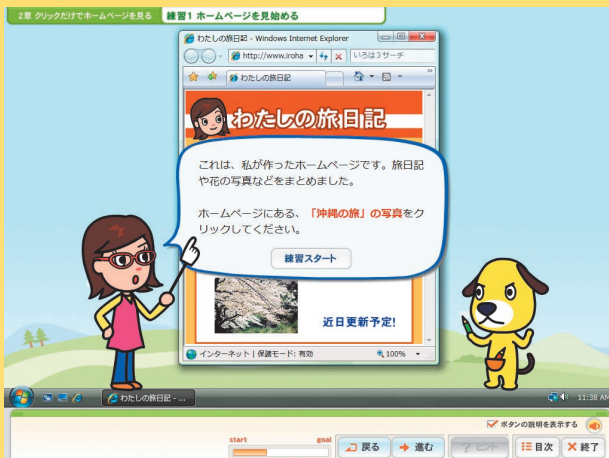 2章 クリックだけでホームページを見る
練習1 ホームページを見始める
わたしの旅日記 - Windows Internet Explorer
http://www.iroha
いろは3サーチ
わたしの旅日記
わたしの旅日記
これは、私が作ったホームページです。旅日記
や花の写真などをまとめました。
ホームページにある、「沖縄の旅」の写真をク
リックしてください。
練習スタート
近日更新予定!
インターネット | 保護モード: 有効
100%
わたしの旅日記 - ...
11:38 AM
ボタンの説明を表示する
start
goal
戻る
進む
? ヒント
目次
終了